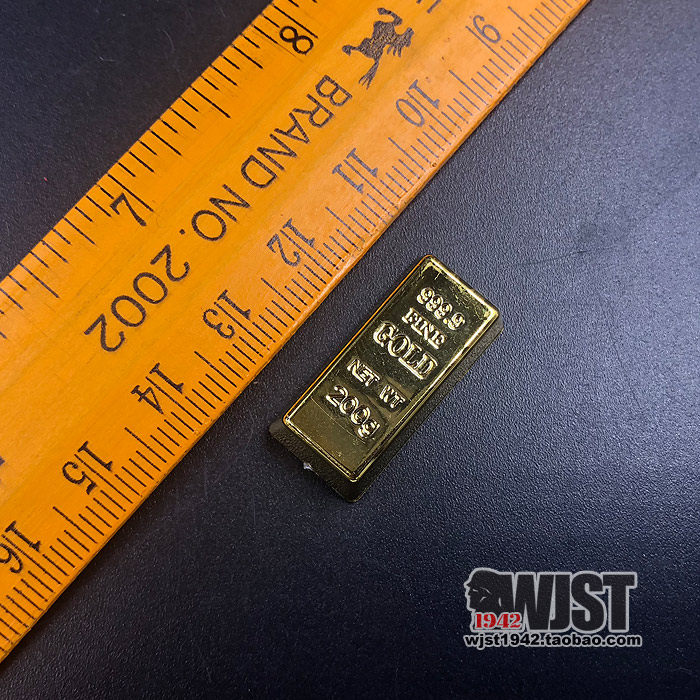 8
7
BRAND NO.2002
9
10
11
12
13
14
15
16
999.9
FINE
GOLD
NET WT
200g
WJST
1942
wjst1942.taobao.com